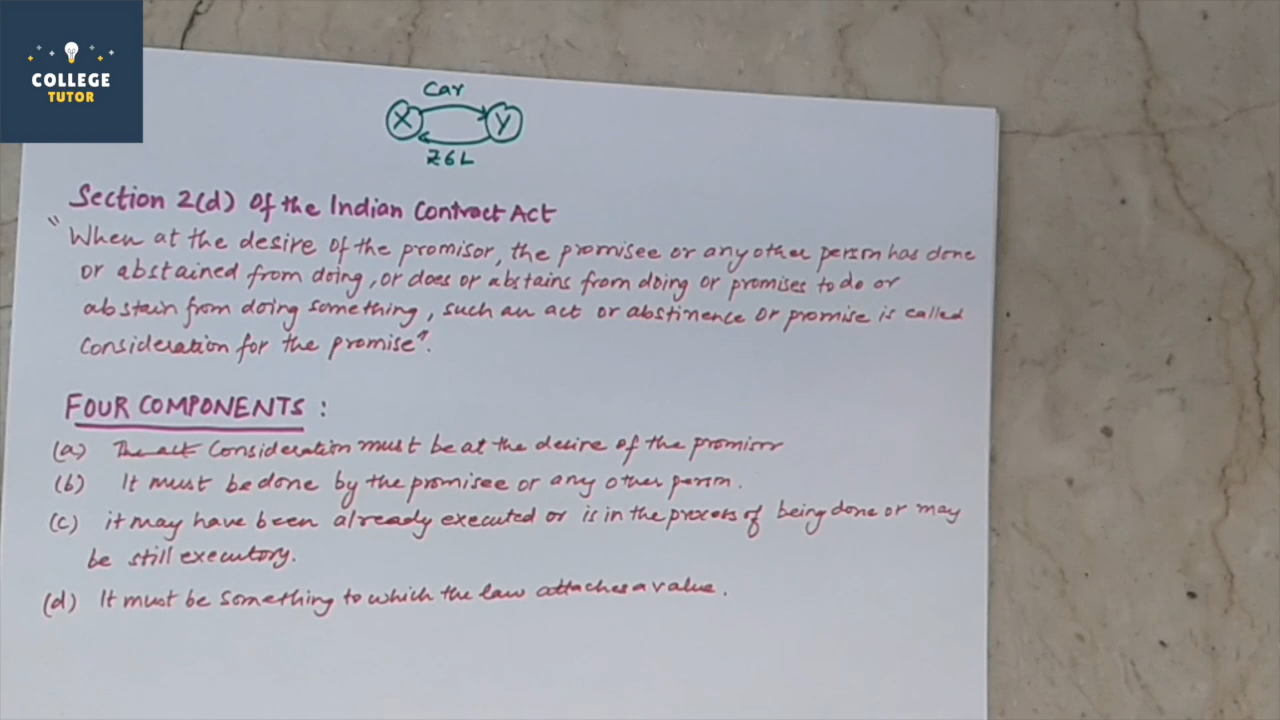 COLLEGE
TUTOR
Car
X Y
₹6L
Section 2(d) Of the Indian Contract Act
"When at the desire of the promisor, the promisee or any other person has done
or abstained from doing, or does or abstains from doing or promises to do or
abstain from doing something, such an act or abstinence or promise is called
Consideration for the promise".
FOUR COMPONENTS :
(a) The act Consideration must be at the desire of the promisor
(b) It must be done by the promisee or any other person.
(c) it may have been already executed or is in the process of being done or may
be still executory.
(d) It must be something to which the law attaches a value.